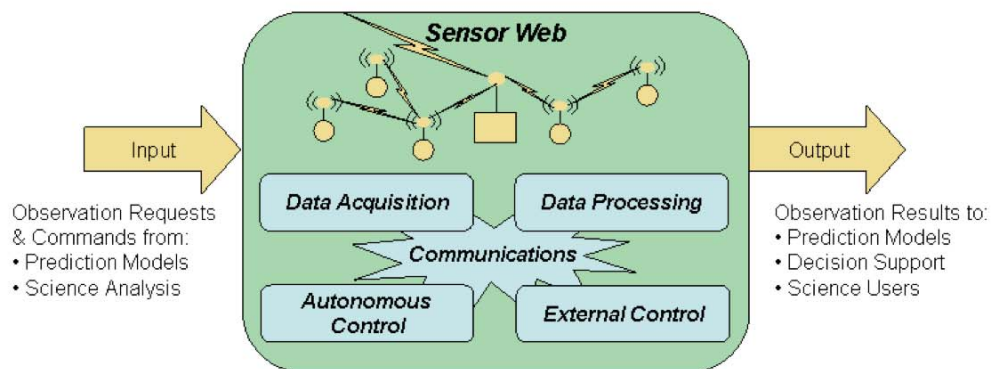 Sensor Web
Input
Output
Observation Requests
& Commands from:
• Prediction Models
• Science Analysis
Data Acquisition
Data Processing
Communications
Autonomous
Control
External Control
Observation Results to:
• Prediction Models
• Decision Support
• Science Users